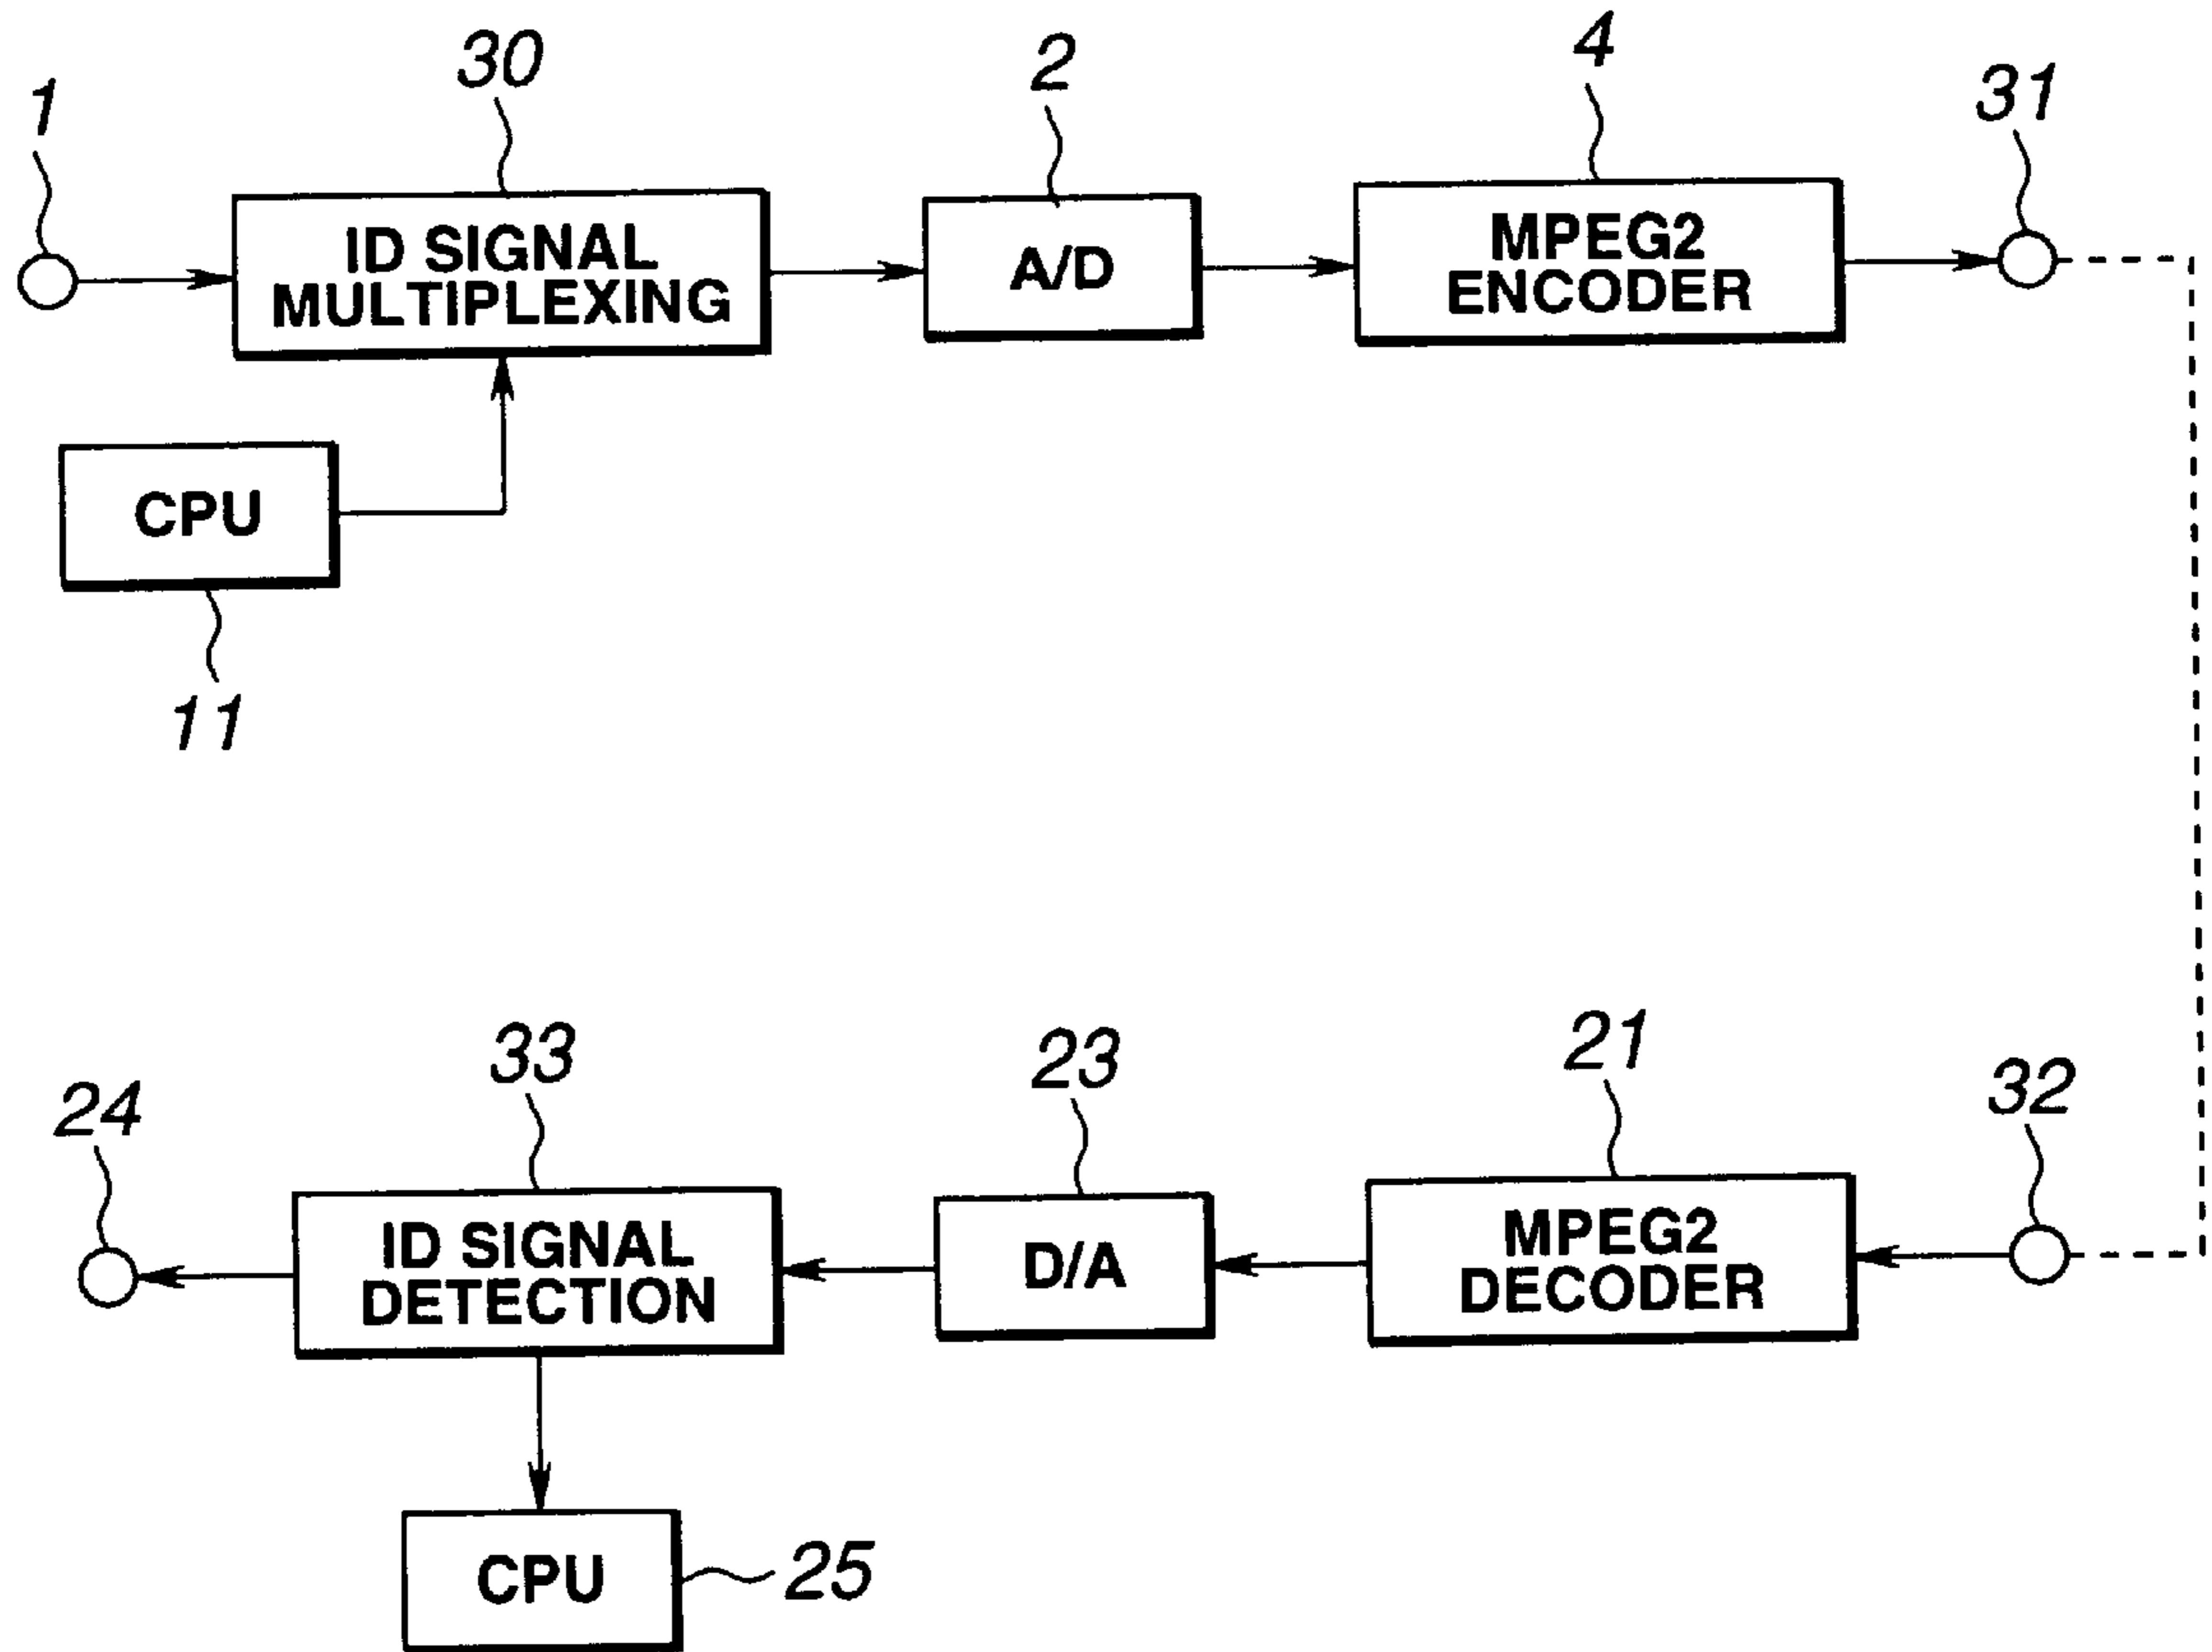 1
30
2
4
31
ID SIGNAL
MULTIPLEXING
A/D
MPEG2
ENCODER
CPU
11
24
33
23
21
32
ID SIGNAL
DETECTION
D/A
MPEG2
DECODER
CPU
25